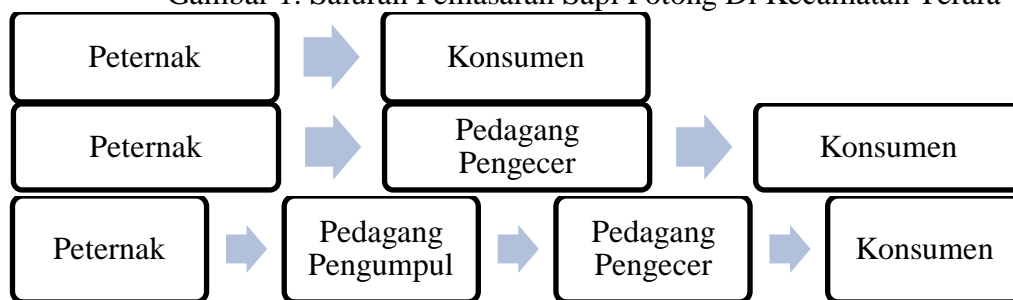 Gambar 1. Saluran Pemasaran Sapi Potong Di Kecamatan Terara
Peternak
Konsumen
Peternak
Pedagang
Pengecer
Konsumen
Peternak
Pedagang
Pengumpul
Pedagang
Pengecer
Konsumen